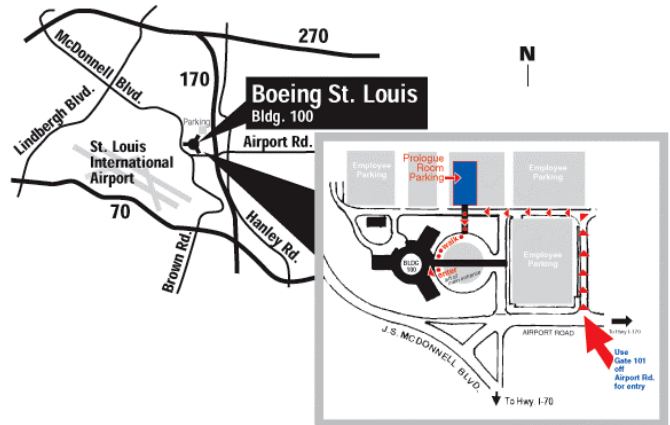 270
McDonnell Blvd.
170
N
Lindbergh Blvd.
Boeing St. Louis
Bldg. 100
Parking
St. Louis
International
Airport
Airport Rd.
70
Hanley Rd.
Brown Rd.
Employee
Parking
Prologue
Room
Parking
Employee
Parking
walk
BLDG
100
enter
Employee
Parking
AIRPORT ROAD
To Hwy I-170
J.S. MCDONNELL BLVD.
Use
Gate 101
off
Airport Rd.
for entry
To Hwy. I-70